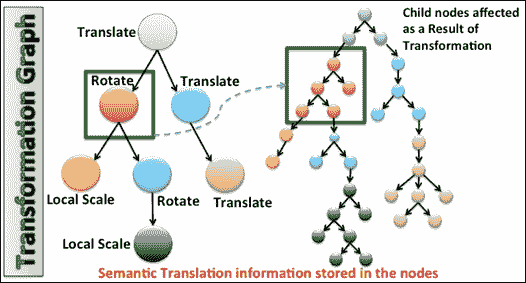 Transformation Graph
Translate
Rotate
Translate
Local Scale
Rotate
Translate
Local Scale
Child nodes affected
as a Result of
Transformation
Semantic Translation information stored in the nodes